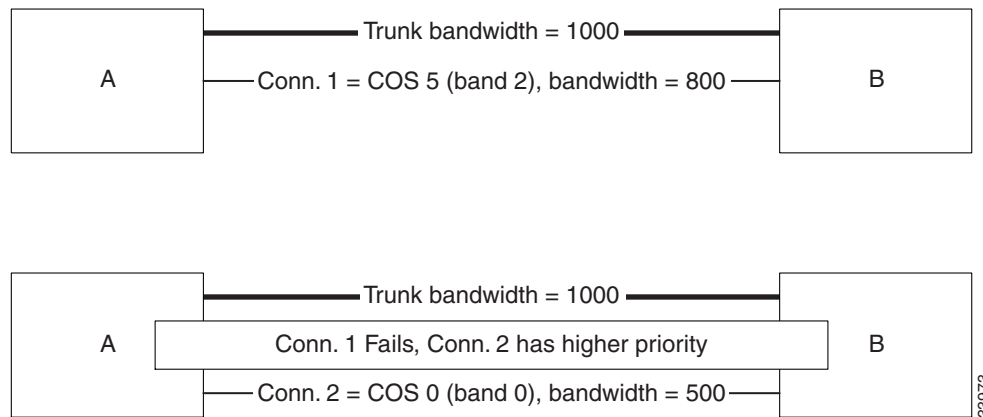 Trunk bandwidth = 1000
A
Conn. 1 = COS 5 (band 2), bandwidth = 800
B
Trunk bandwidth = 1000
A
Conn. 1 Fails, Conn. 2 has higher priority
B
Conn. 2 = COS 0 (band 0), bandwidth = 500